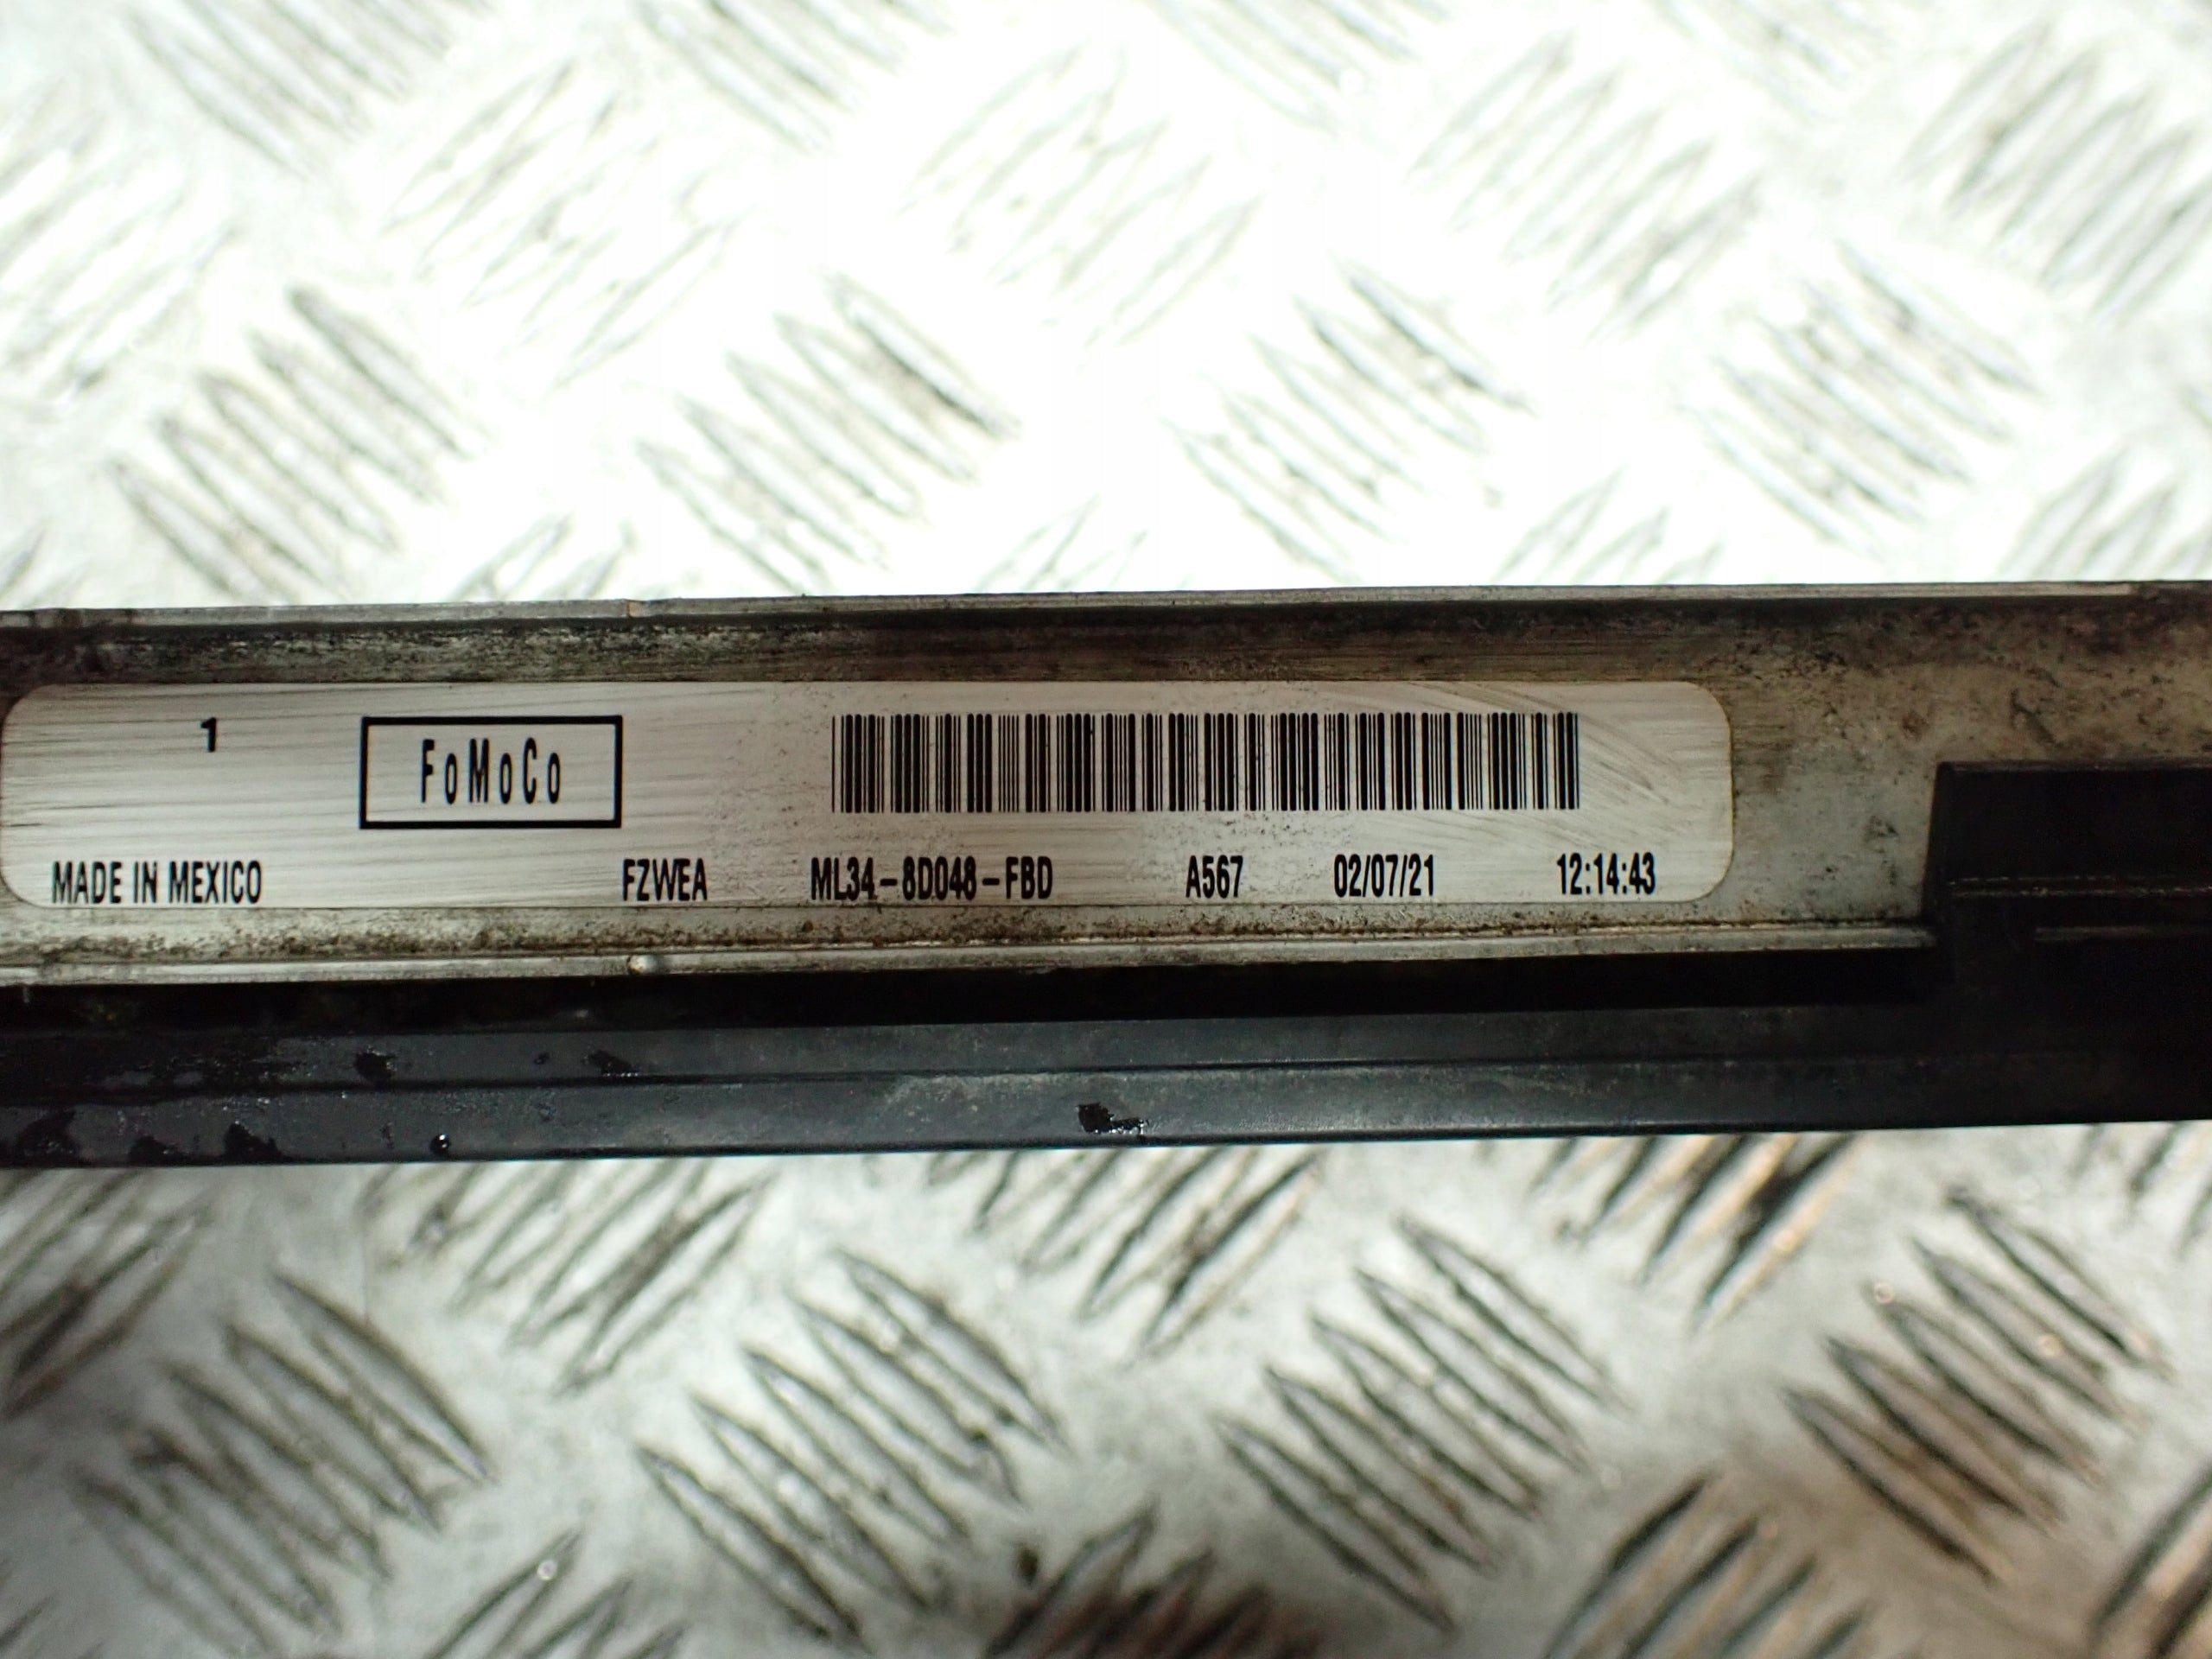 1
FoMoCo
MADE IN MEXICO FZWEA ML34-8D048-FBD A567 02/07/21 12:14:43